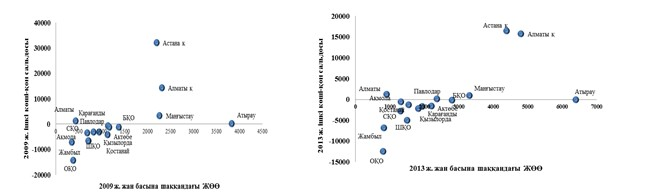 2009 ж. ішкі көші-қон сальдосы
40000
30000
20000
10000
0
-10000
-20000
Астана қ
Алматы қ
Маңғыстау
Атырау
Алматы
Қарағанды
СҚО
Павлодар
БҚО
Ақмола
ШҚО
Ақтөбе
Қызылорда
Қостанай
Жамбыл
ОҚО
500
1500
2000
2500
3000
3500
4000
4500
2009 ж. жан басына шаққандағы ЖӨӨ
2013 ж. ішкі көші-қон сальдосы
20000
15000
10000
5000
0
-5000
-10000
-15000
Астана қ
Алматы қ
Алматы
Ақмола
Павлодар
БҚО
Маңғыстау
Атырау
Қостанай
СҚО
Қарағанды
Қызылорда
ШҚО
Ақтөбе
Жамбыл
ОҚО
0
1000
2000
3000
4000
5000
6000
7000
2013 ж. жан басына шаққандағы ЖӨӨ